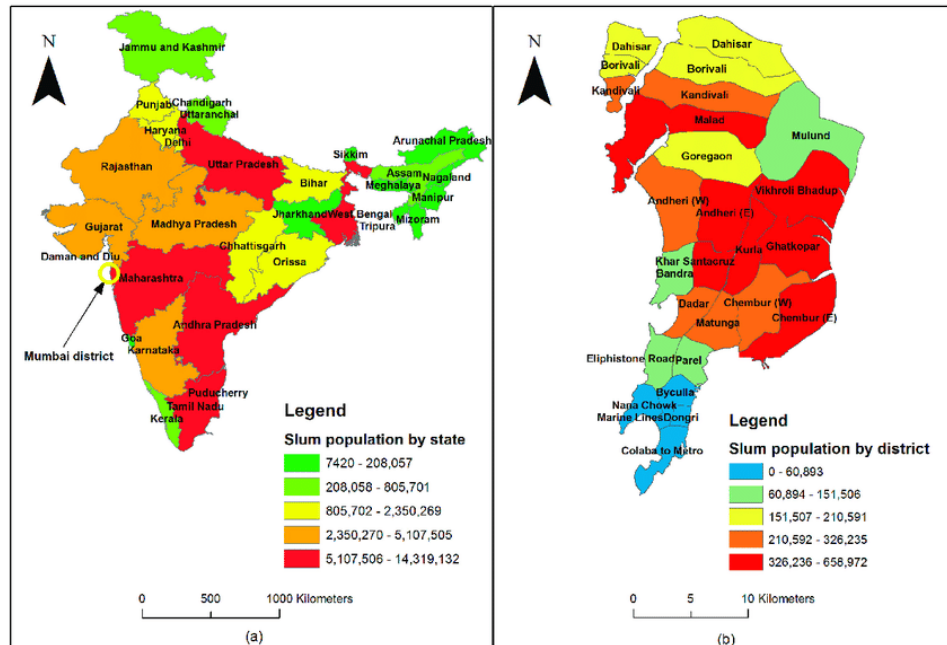 N
Jammu and Kashmir
Punjab
Chandigarh
Uttaranchal
Haryana
Delhi
Arunachal Pradesh
Sikkim
Rajasthan
Uttar Pradesh
Assam
Nagaland
Bihar
Meghalaya
Manipur
Jharkhand
West Bengal
Tripura
Mizoram
Gujarat
Madhya Pradesh
Chhattisgarh
Daman and Diu
Orissa
Maharashtra
Andhra Pradesh
Mumbai district
Goa
Karnataka
Puducherry
Tamil Nadu
Kerala
Legend
Slum population by state
7420 - 208,057
208,058 - 805,701
805,702 - 2,350,269
2,350,270 - 5,107,505
5,107,506 - 14,319,132
0 500 1000 Kilometers
(a)
N
Dahisar
Dahisar
Borivali
Borivali
Kandivali
Kandivali
Malad
Mulund
Goregaon
Vikhroli Bhadup
Andheri (W)
Andheri (E)
Kurla
Ghatkopar
Khar Santacruz
Bandra
Dadar
Chembur (W)
Matunga
Chembur (E)
Eliphistone Road
Parel
Byculla
Nana Chowk
Marine Lines
Dongri
Colaba to Metro
Legend
Slum population by district
0 - 60,893
60,894 - 151,506
151,507 - 210,591
210,592 - 326,235
326,236 - 658,972
0 5 10 Kilometers
(b)